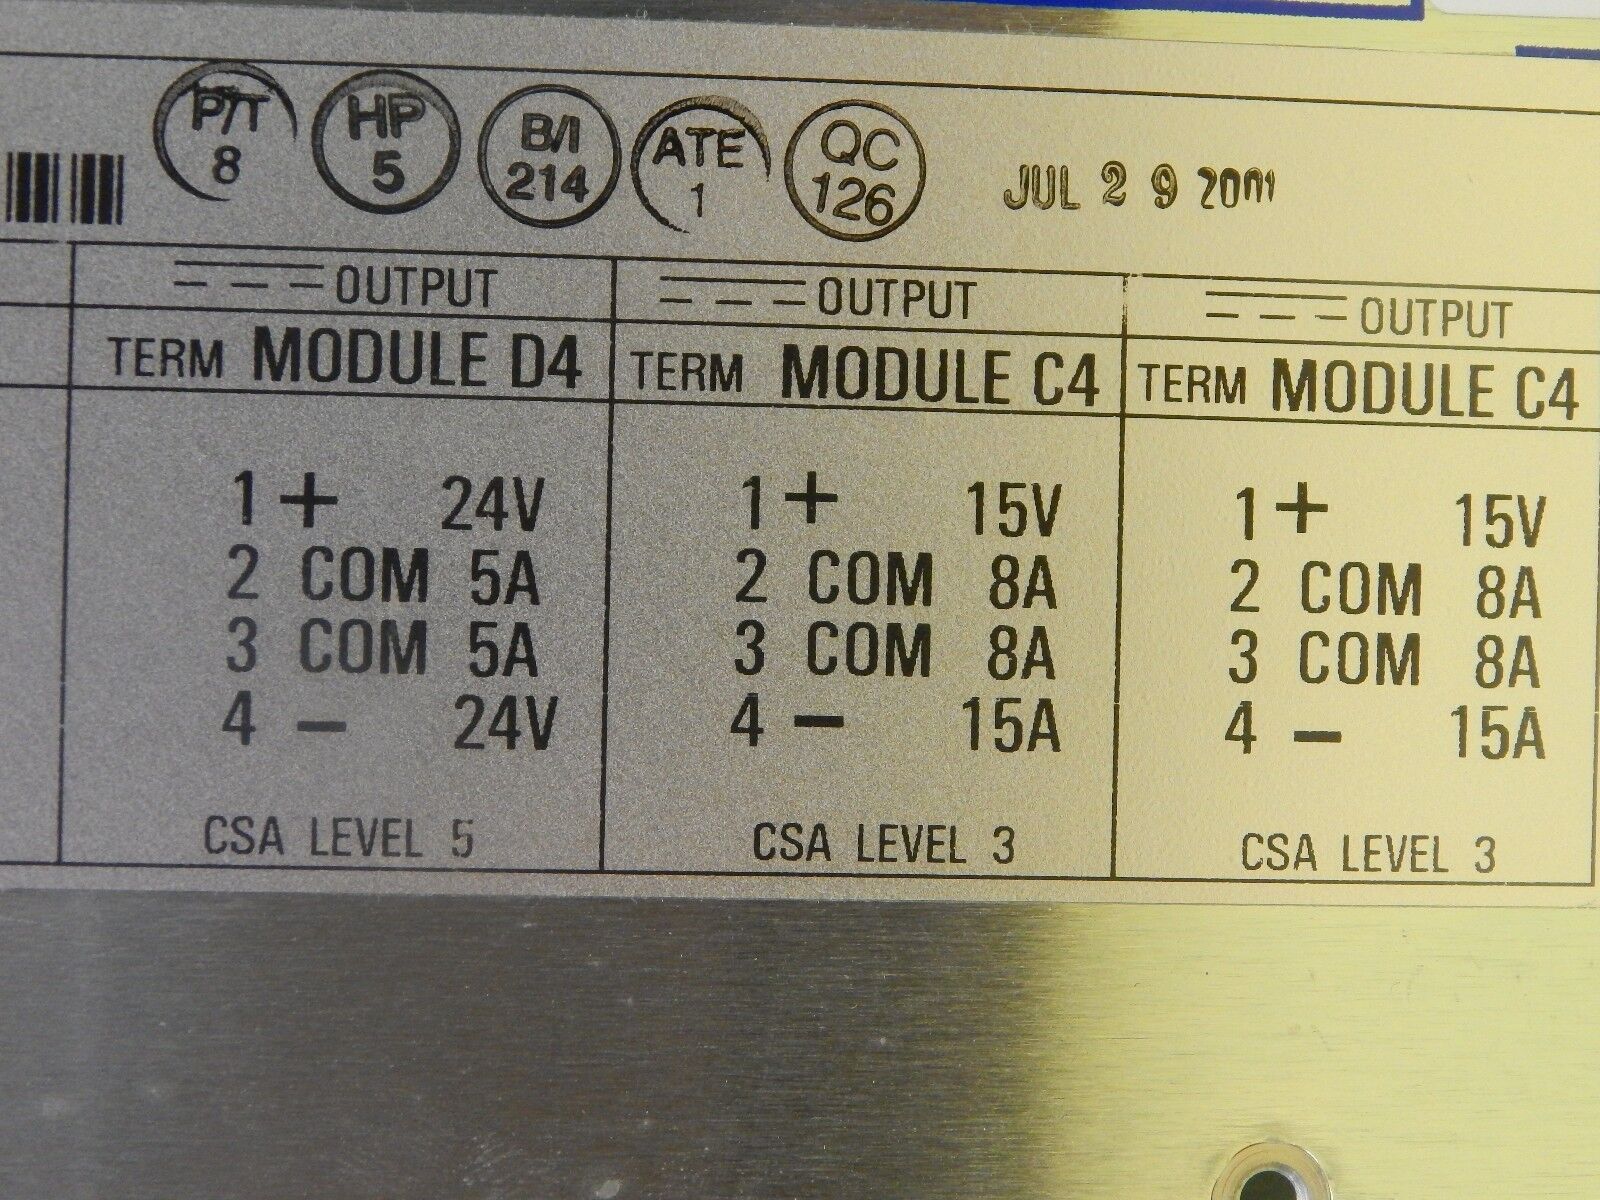 P/T 8 HP 5 B/I 214 ATE 1 QC 126 JUL 29 2001
OUTPUT OUTPUT OUTPUT
TERM MODULE D4 TERM MODULE C4 TERM MODULE C4
1 + 24V 1 + 15V 1 + 15V
2 COM 5A 2 COM 8A 2 COM 8A
3 COM 5A 3 COM 8A 3 COM 8A
4 - 24V 4 - 15A 4 - 15A
CSA LEVEL 5 CSA LEVEL 3 CSA LEVEL 3